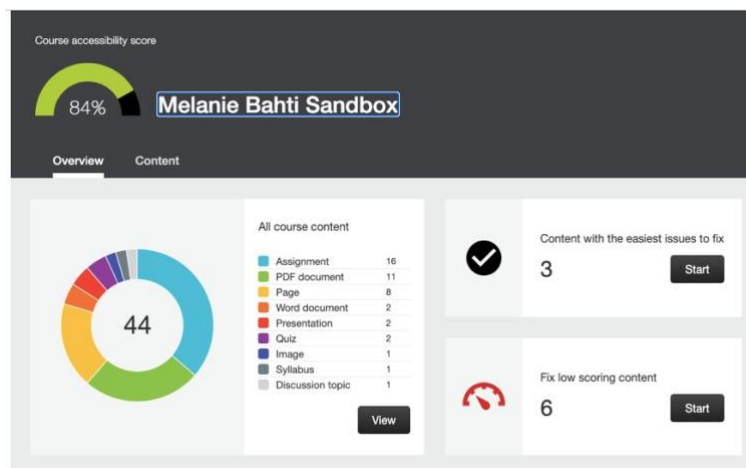 Course accessibility score
84%
Melanie Bahti Sandbox
Overview Content
44
All course content
Assignment 16
PDF document 11
Page 8
Word document 2
Presentation 2
Quiz 2
Image 1
Syllabus 1
Discussion topic 1
View
Content with the easiest issues to fix
3 Start
Fix low scoring content
6 Start